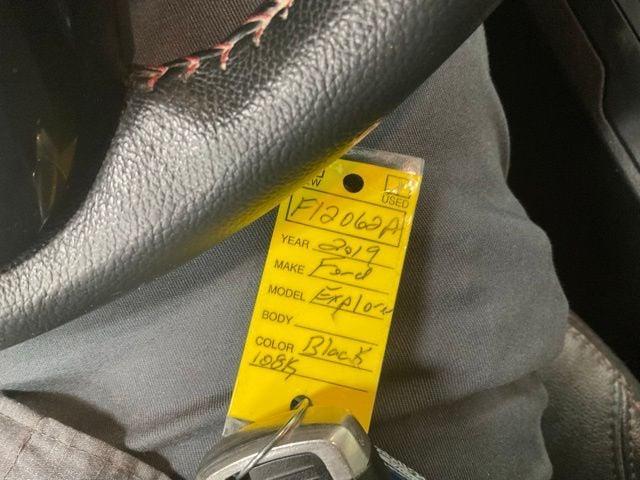 USED
F12062A
YEAR 2019
MAKE Ford
MODEL Explorer
BODY
COLOR Black
108K